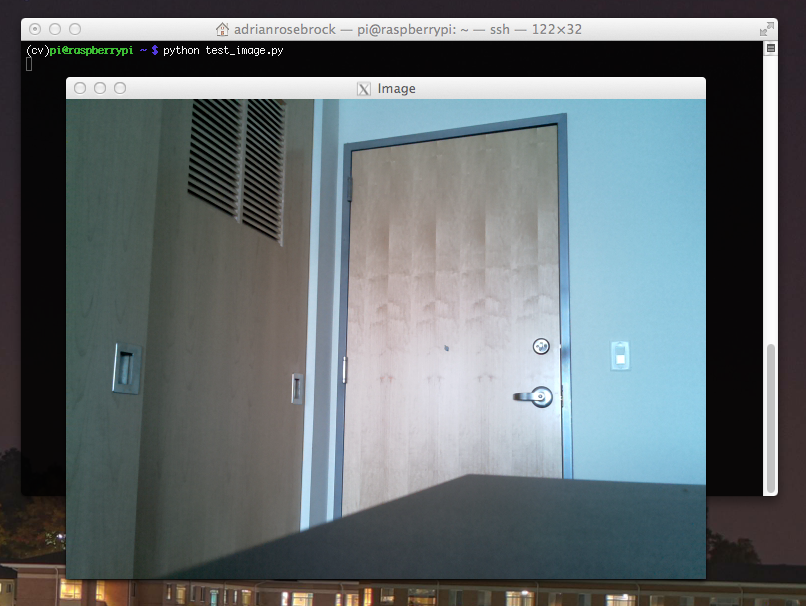 adrianrosebrock — pi@raspberrypi: ~ — ssh — 122×32
(cv)pi@raspberrypi ~ $ python test_image.py
Image